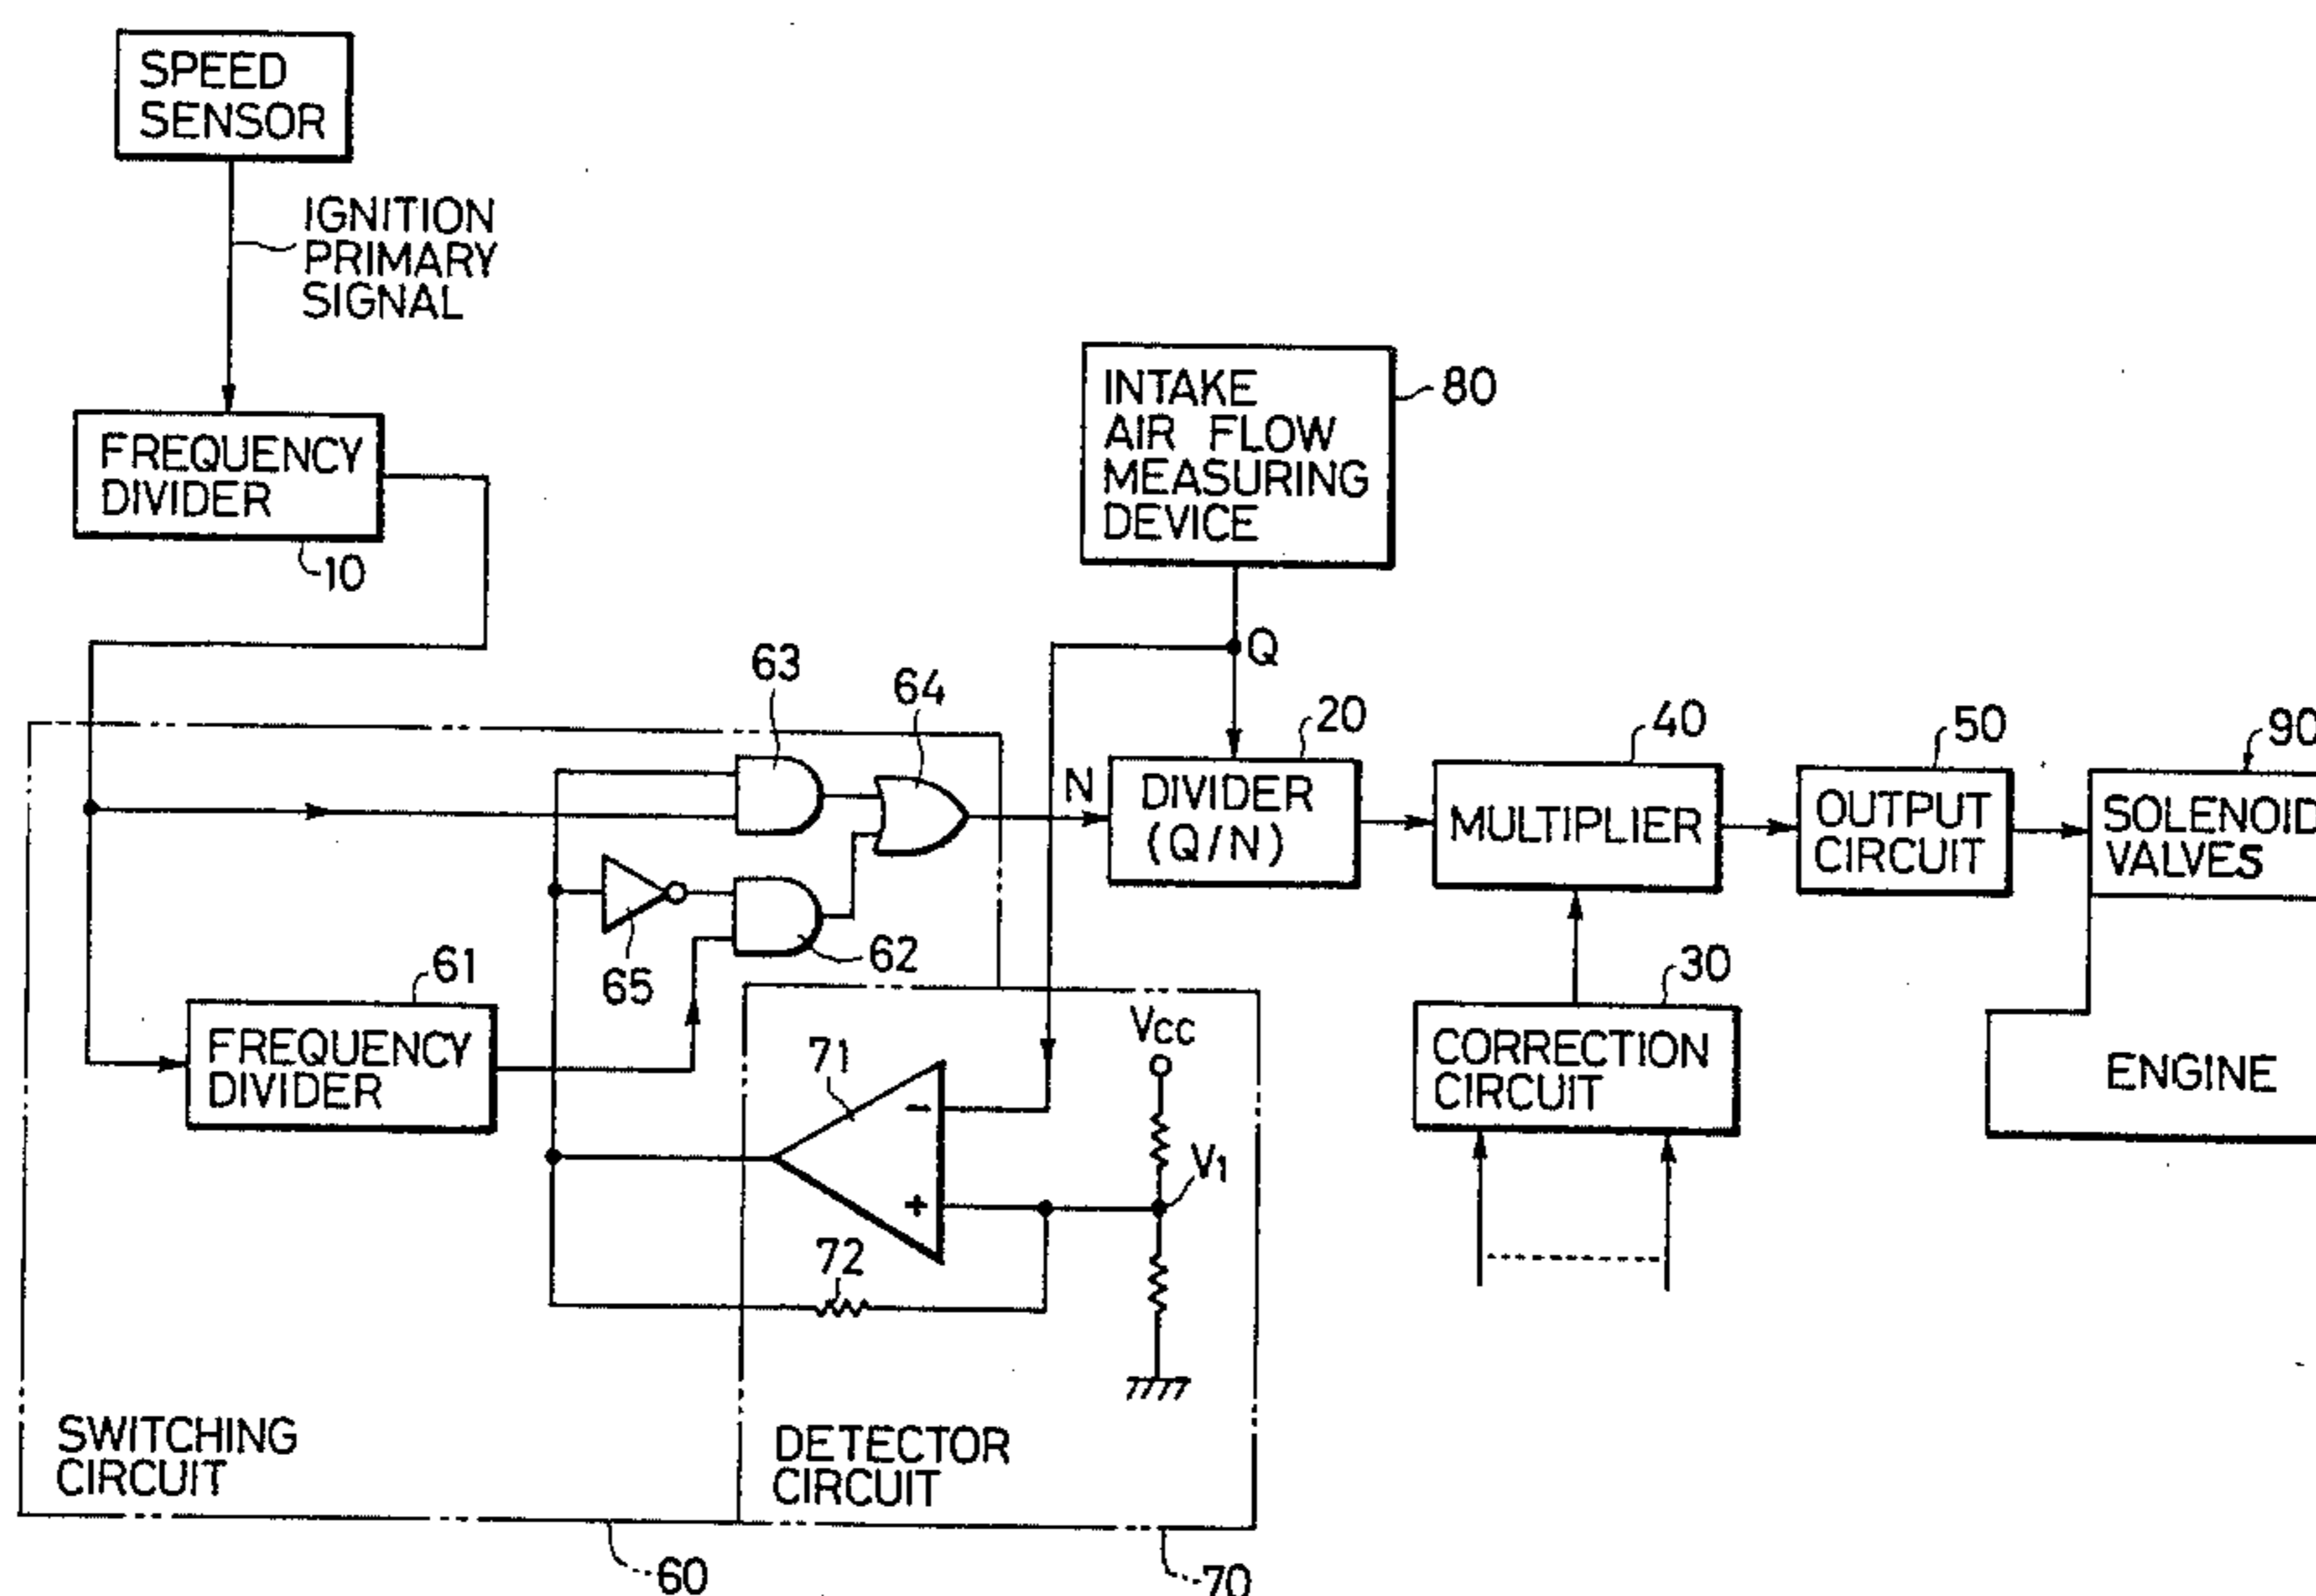 SPEED
SENSOR
IGNITION
PRIMARY
SIGNAL
FREQUENCY
DIVIDER
10
INTAKE
AIR FLOW
MEASURING
DEVICE
80
Q
63
64
N
20
DIVIDER
(Q/N)
40
MULTIPLIER
50
OUTPUT
CIRCUIT
90
SOLENOID
VALVES
65
62
61
FREQUENCY
DIVIDER
30
CORRECTION
CIRCUIT
ENGINE
71
-
+
VCC
V1
72
SWITCHING
CIRCUIT
DETECTOR
CIRCUIT
60
70